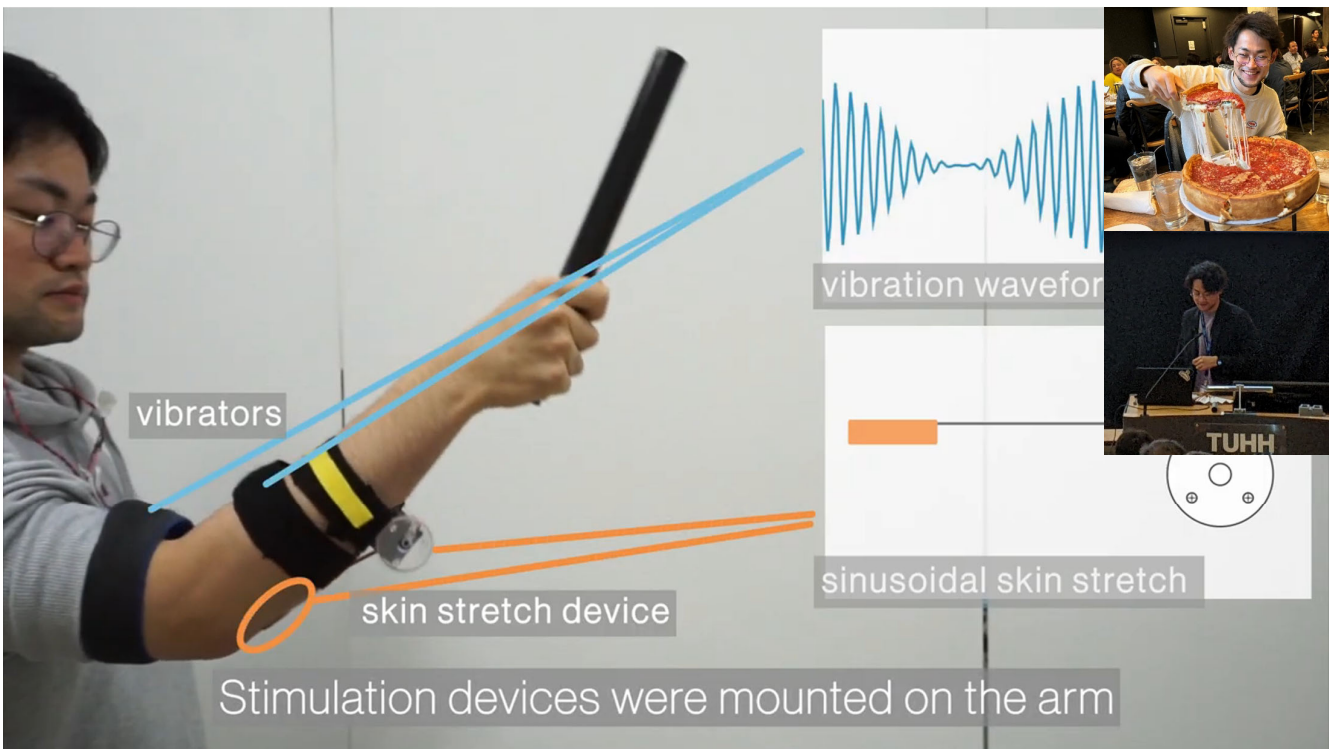 vibration wavefor
vibrators
TUHH
sinusoidal skin stretch
skin stretch device
Stimulation devices were mounted on the arm